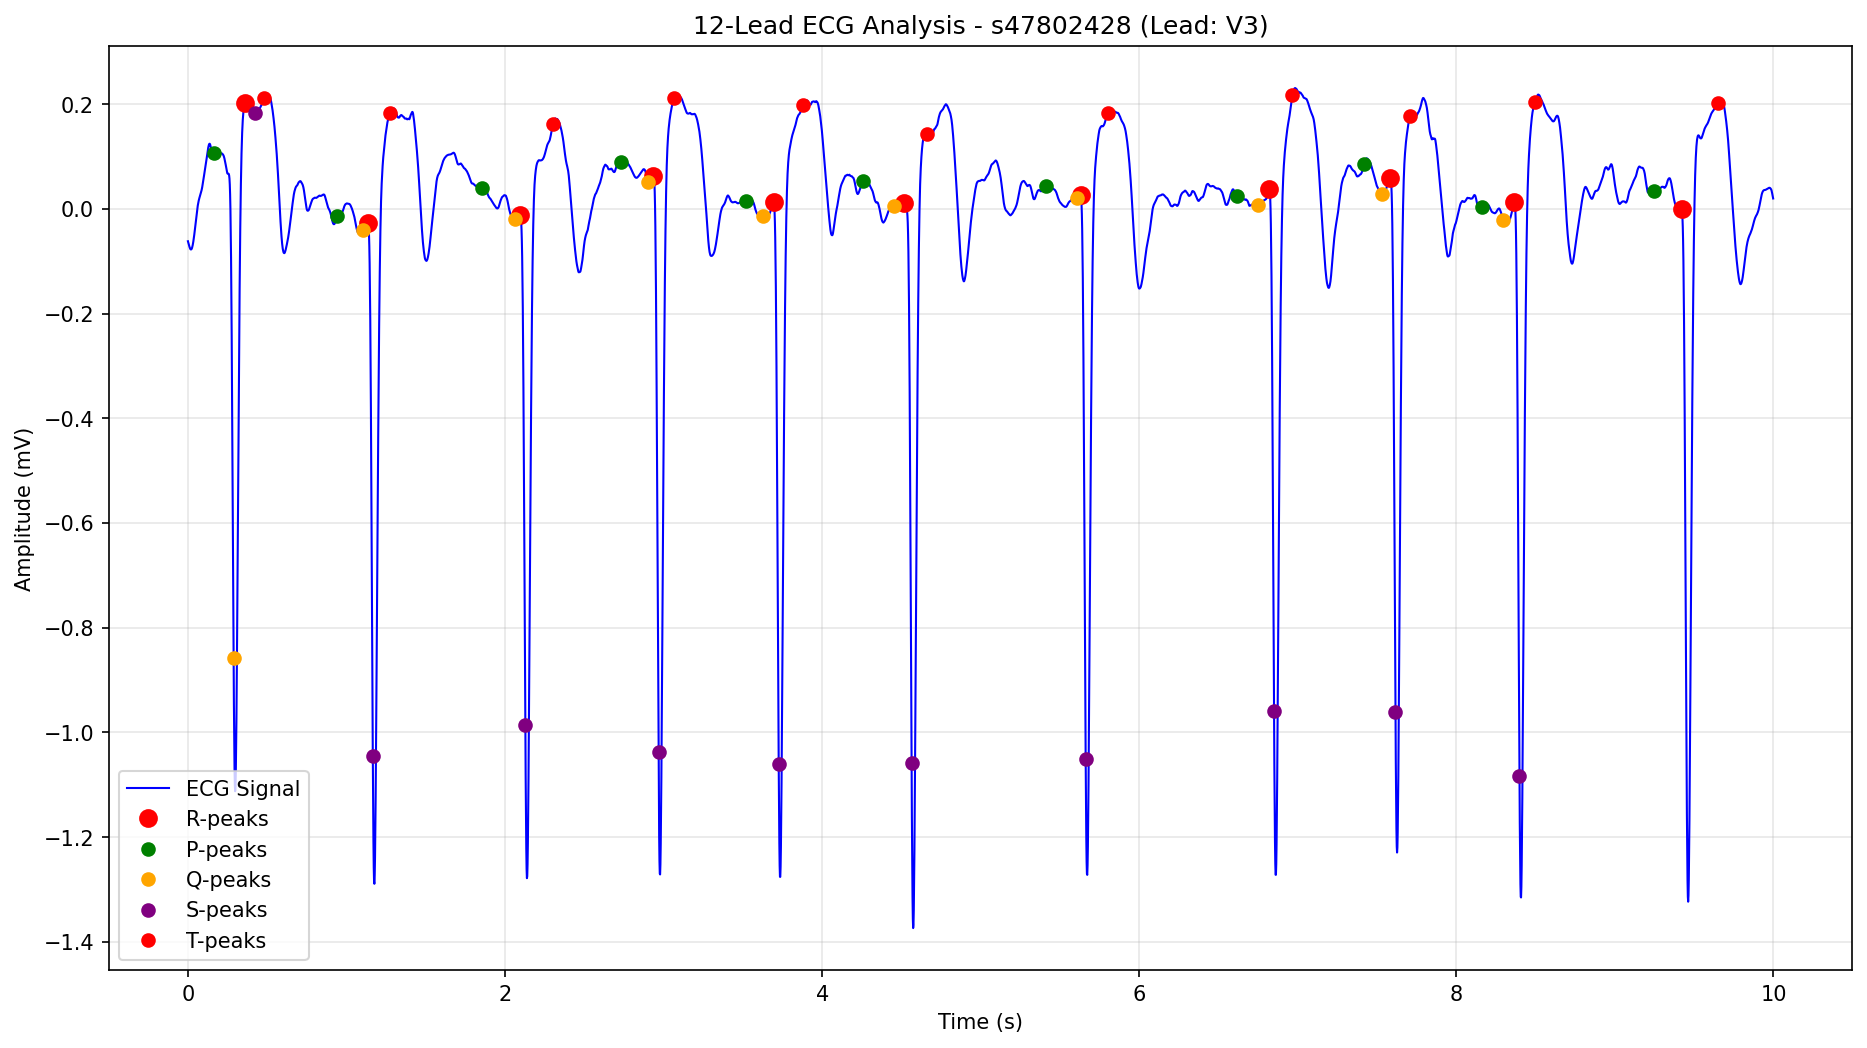 12-Lead ECG Analysis - s47802428 (Lead: V3)
Amplitude (mV)
0.2
0.0
−0.2
−0.4
−0.6
−0.8
−1.0
−1.2
−1.4
ECG Signal
R-peaks
P-peaks
Q-peaks
S-peaks
T-peaks
0 2 4 6 8 10
Time (s)